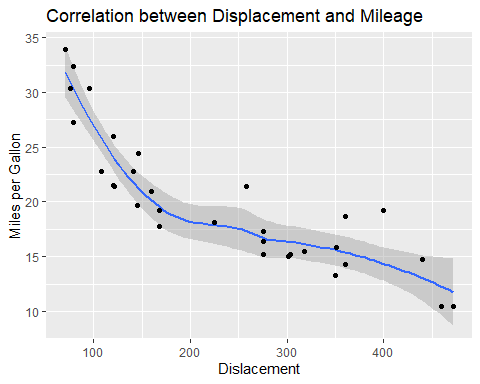 Correlation between Displacement and Mileage
35
30
25
20
15
10
Miles per Gallon
100 200 300 400
Dislacement